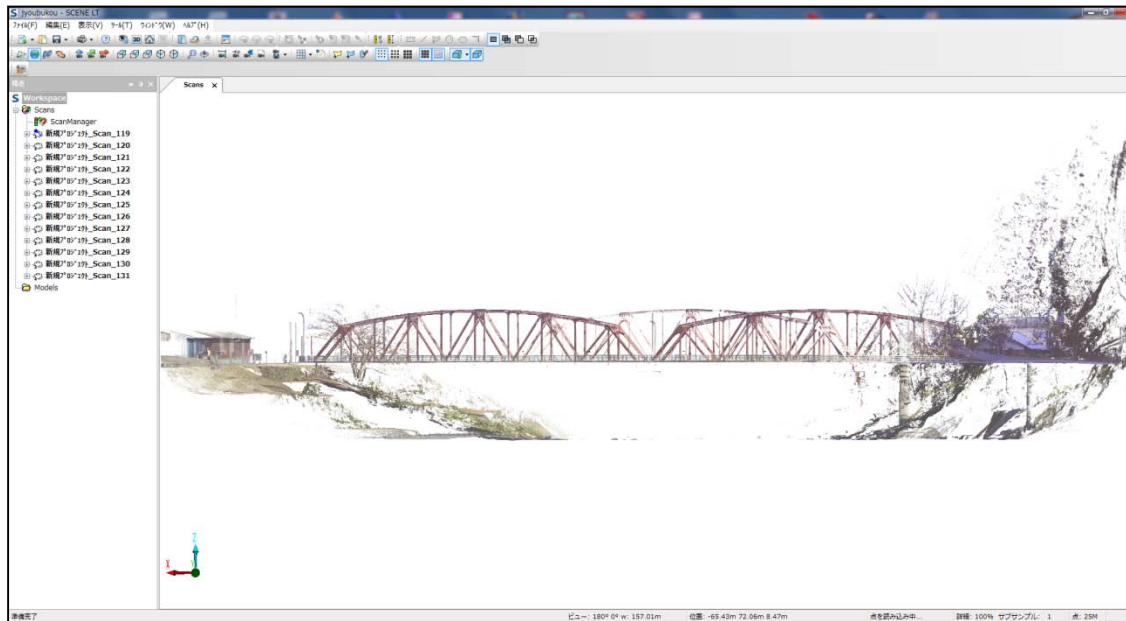 Jyoubukou - SCENE LT
ﾌｧｲﾙ(F) 編集(E) 表示(V) ﾂｰﾙ(T) ｳｨﾝﾄﾞｳ(W) ﾍﾙﾌﾟ(H)
構造
Scans x
S Workspace
Scans
ScanManager
新規ﾌﾟﾛｼﾞｪｸﾄ_Scan_119
新規ﾌﾟﾛｼﾞｪｸﾄ_Scan_120
新規ﾌﾟﾛｼﾞｪｸﾄ_Scan_121
新規ﾌﾟﾛｼﾞｪｸﾄ_Scan_122
新規ﾌﾟﾛｼﾞｪｸﾄ_Scan_123
新規ﾌﾟﾛｼﾞｪｸﾄ_Scan_124
新規ﾌﾟﾛｼﾞｪｸﾄ_Scan_125
新規ﾌﾟﾛｼﾞｪｸﾄ_Scan_126
新規ﾌﾟﾛｼﾞｪｸﾄ_Scan_127
新規ﾌﾟﾛｼﾞｪｸﾄ_Scan_128
新規ﾌﾟﾛｼﾞｪｸﾄ_Scan_129
新規ﾌﾟﾛｼﾞｪｸﾄ_Scan_130
新規ﾌﾟﾛｼﾞｪｸﾄ_Scan_131
Models
Z
X
Y
準備完了 ビュー: 180º 0º w: 157.01m 位置: -65.43m 72.06m 8.47m 点を読み込み中... 詳細: 100% サブサンプル: 1 点: 25M